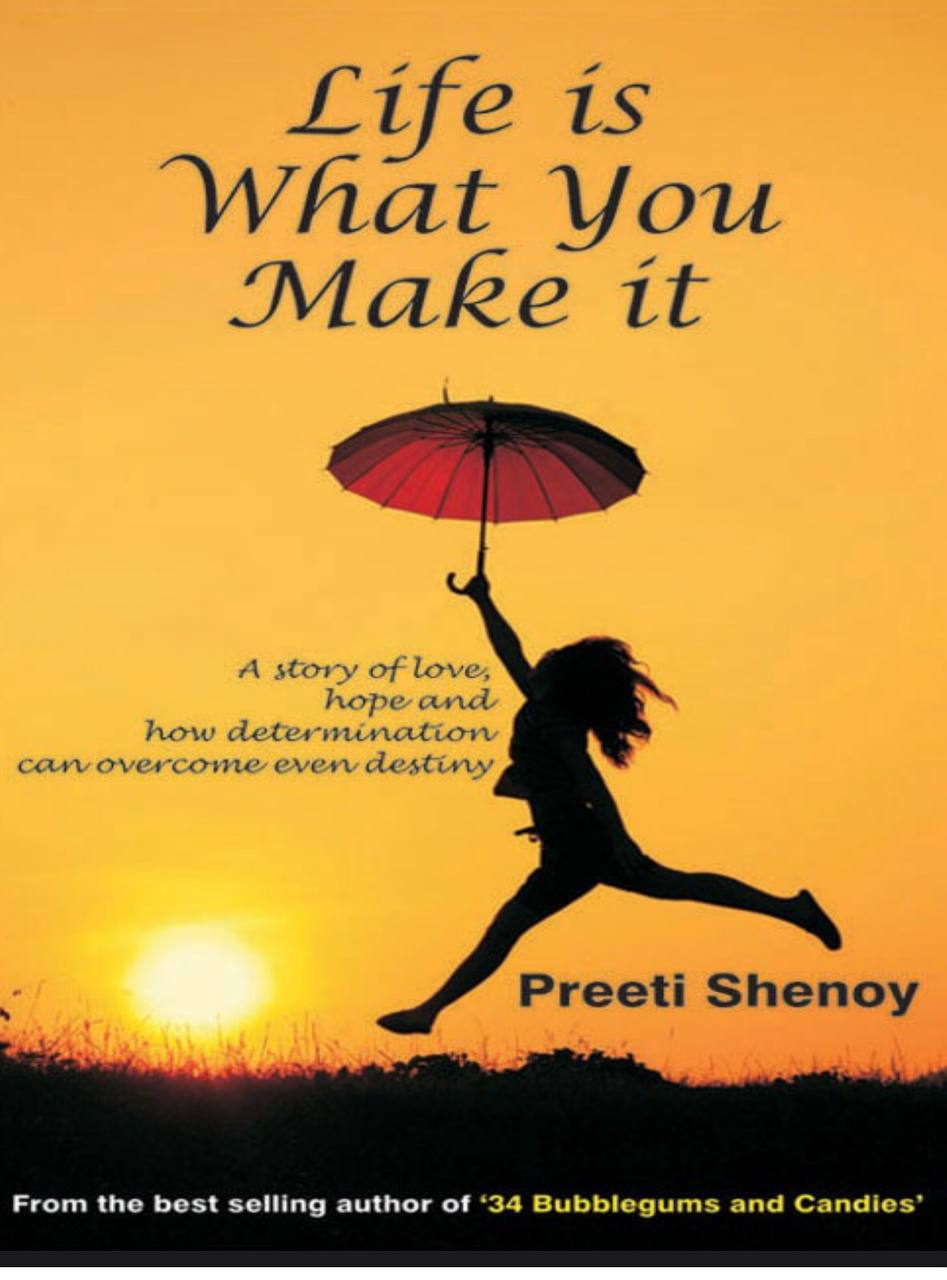 Life is
What You
Make it
A story of love,
hope and
how determination
can overcome even destiny
Preeti Shenoy
From the best selling author of ‘34 Bubblegums and Candies’